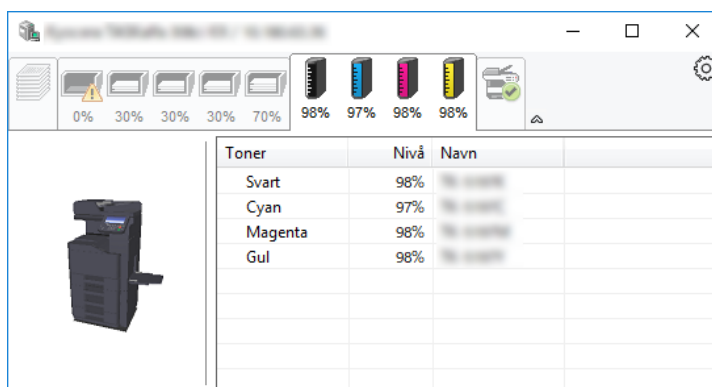 0% 30% 30% 30% 70% 98% 97% 98% 98%
Toner Nivå Navn
Svart 98%
Cyan 97%
Magenta 98%
Gul 98%